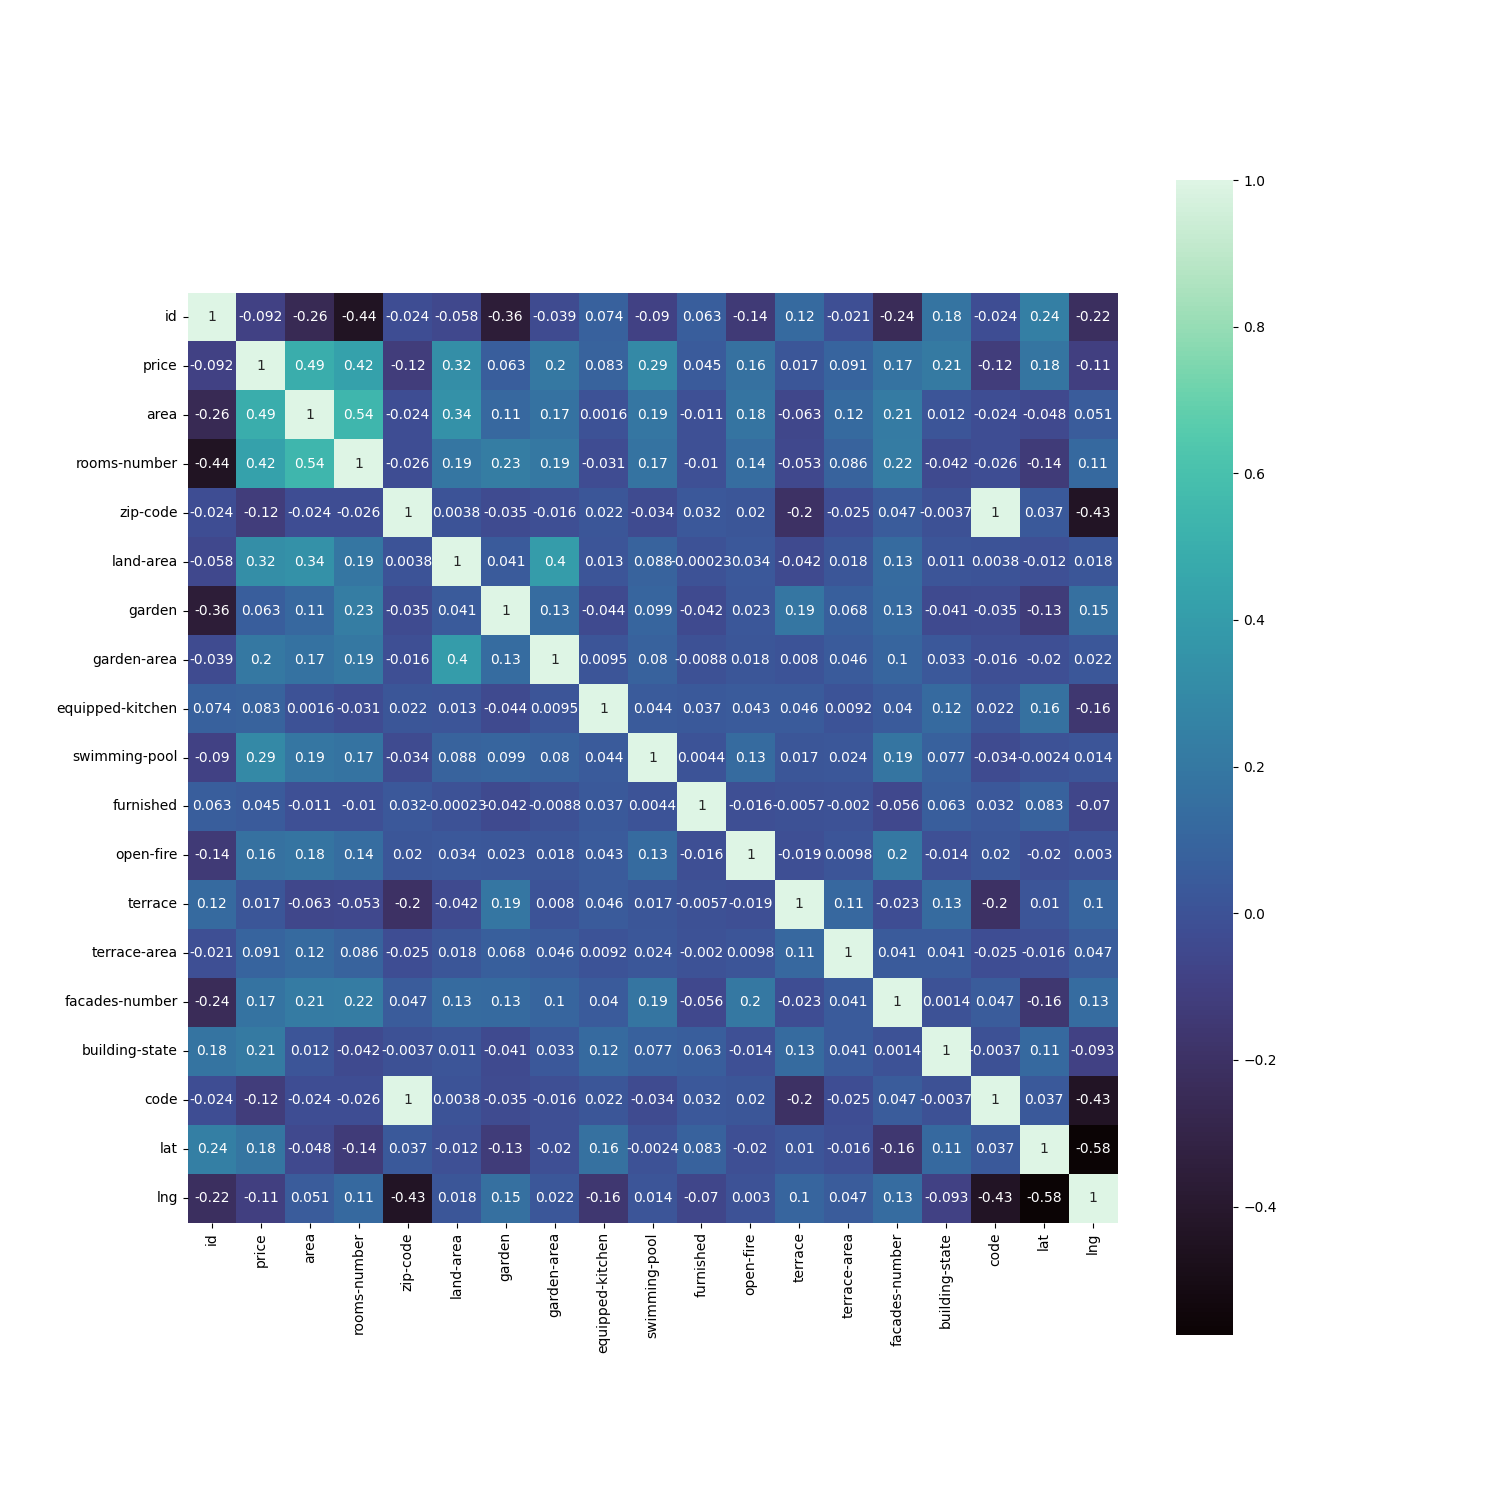 1.0
0.8
0.6
0.4
0.2
0.0
−0.2
−0.4
id 1 -0.092 -0.26 -0.44 -0.024 -0.058 -0.36 -0.039 0.074 -0.09 0.063 -0.14 0.12 -0.021 -0.24 0.18 -0.024 0.24 -0.22
price -0.092 1 0.49 0.42 -0.12 0.32 0.063 0.2 0.083 0.29 0.045 0.16 0.017 0.091 0.17 0.21 -0.12 0.18 -0.11
area -0.26 0.49 1 0.54 -0.024 0.34 0.11 0.17 0.0016 0.19 -0.011 0.18 -0.063 0.12 0.21 0.012 -0.024 -0.048 0.051
rooms-number -0.44 0.42 0.54 1 -0.026 0.19 0.23 0.19 -0.031 0.17 -0.01 0.14 -0.053 0.086 0.22 -0.042 -0.026 -0.14 0.11
zip-code -0.024 -0.12 -0.024 -0.026 1 0.0038 -0.035 -0.016 0.022 -0.034 0.032 0.02 -0.2 -0.025 0.047 -0.0037 1 0.037 -0.43
land-area -0.058 0.32 0.34 0.19 0.0038 1 0.041 0.4 0.013 0.088 -0.00023 0.034 -0.042 0.018 0.13 0.011 0.0038 -0.012 0.018
garden -0.36 0.063 0.11 0.23 -0.035 0.041 1 0.13 -0.044 0.099 -0.042 0.023 0.19 0.068 0.13 -0.041 -0.035 -0.13 0.15
garden-area -0.039 0.2 0.17 0.19 -0.016 0.4 0.13 1 0.0095 0.08 -0.0088 0.018 0.008 0.046 0.1 0.033 -0.016 -0.02 0.022
equipped-kitchen 0.074 0.083 0.0016 -0.031 0.022 0.013 -0.044 0.0095 1 0.044 0.037 0.043 0.046 0.0092 0.04 0.12 0.022 0.16 -0.16
swimming-pool -0.09 0.29 0.19 0.17 -0.034 0.088 0.099 0.08 0.044 1 0.0044 0.13 0.017 0.024 0.19 0.077 -0.034 -0.0024 0.014
furnished 0.063 0.045 -0.011 -0.01 0.032 -0.00023 -0.042 -0.0088 0.037 0.0044 1 -0.016 -0.0057 -0.002 -0.056 0.063 0.032 0.083 -0.07
open-fire -0.14 0.16 0.18 0.14 0.02 0.034 0.023 0.018 0.043 0.13 -0.016 1 -0.019 0.0098 0.2 -0.014 0.02 -0.02 0.003
terrace 0.12 0.017 -0.063 -0.053 -0.2 -0.042 0.19 0.008 0.046 0.017 -0.0057 -0.019 1 0.11 -0.023 0.13 -0.2 0.01 0.1
terrace-area -0.021 0.091 0.12 0.086 -0.025 0.018 0.068 0.046 0.0092 0.024 -0.002 0.0098 0.11 1 0.041 0.041 -0.025 -0.016 0.047
facades-number -0.24 0.17 0.21 0.22 0.047 0.13 0.13 0.1 0.04 0.19 -0.056 0.2 -0.023 0.041 1 0.0014 0.047 -0.16 0.13
building-state 0.18 0.21 0.012 -0.042 -0.0037 0.011 -0.041 0.033 0.12 0.077 0.063 -0.014 0.13 0.041 0.0014 1 -0.0037 0.11 -0.093
code -0.024 -0.12 -0.024 -0.026 1 0.0038 -0.035 -0.016 0.022 -0.034 0.032 0.02 -0.2 -0.025 0.047 -0.0037 1 0.037 -0.43
lat 0.24 0.18 -0.048 -0.14 0.037 -0.012 -0.13 -0.02 0.16 -0.0024 0.083 -0.02 0.01 -0.016 -0.16 0.11 0.037 1 -0.58
lng -0.22 -0.11 0.051 0.11 -0.43 0.018 0.15 0.022 -0.16 0.014 -0.07 0.003 0.1 0.047 0.13 -0.093 -0.43 -0.58 1
id
price
area
rooms-number
zip-code
land-area
garden
garden-area
equipped-kitchen
swimming-pool
furnished
open-fire
terrace
terrace-area
facades-number
building-state
code
lat
lng